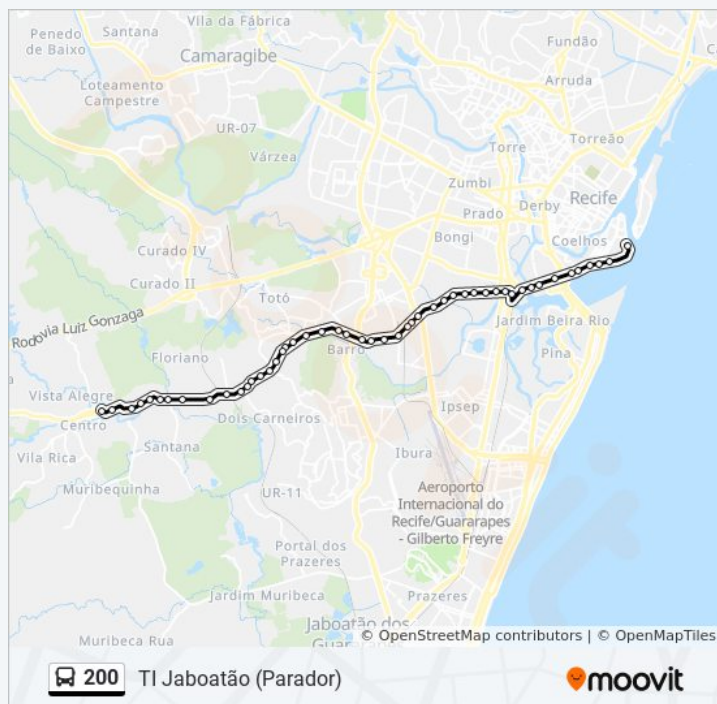 Penedo
de Baixo
Santana
Vila da
Fábrica
Camaragibe
Fundão
Loteamento
Campestre
Arruda
UR-07
Torreão
Várzea
Torre
Zumbi
Derby
Recife
Prado
Curado IV
Bongi
Coelhos
Curado II
Totó
Rodovia Luiz Gonzaga
Jardim Beira Rio
Floriano
Barro
Pina
Vista Alegre
Ipsep
Centro
Dois Carneiros
Santana
Ibura
Vila Rica
Muribequinha
UR-11
Aeroporto
Internacional do
Recife/Guararapes
- Gilberto Freyre
Portal dos
Prazeres
Jardim Muribeca
Prazeres
Jaboatão dos
Guararapes
Muribeca Rua
© OpenStreetMap contributors | © OpenMapTiles
200 TI Jaboatão (Parador)
moovit